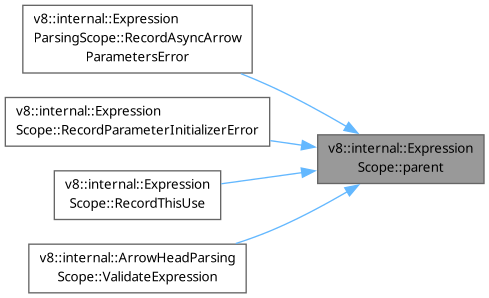 v8::internal::Expression
ParsingScope::RecordAsyncArrow
ParametersError
v8::internal::Expression
Scope::RecordParameterInitializerError
v8::internal::Expression
Scope::parent
v8::internal::Expression
Scope::RecordThisUse
v8::internal::ArrowHeadParsing
Scope::ValidateExpression